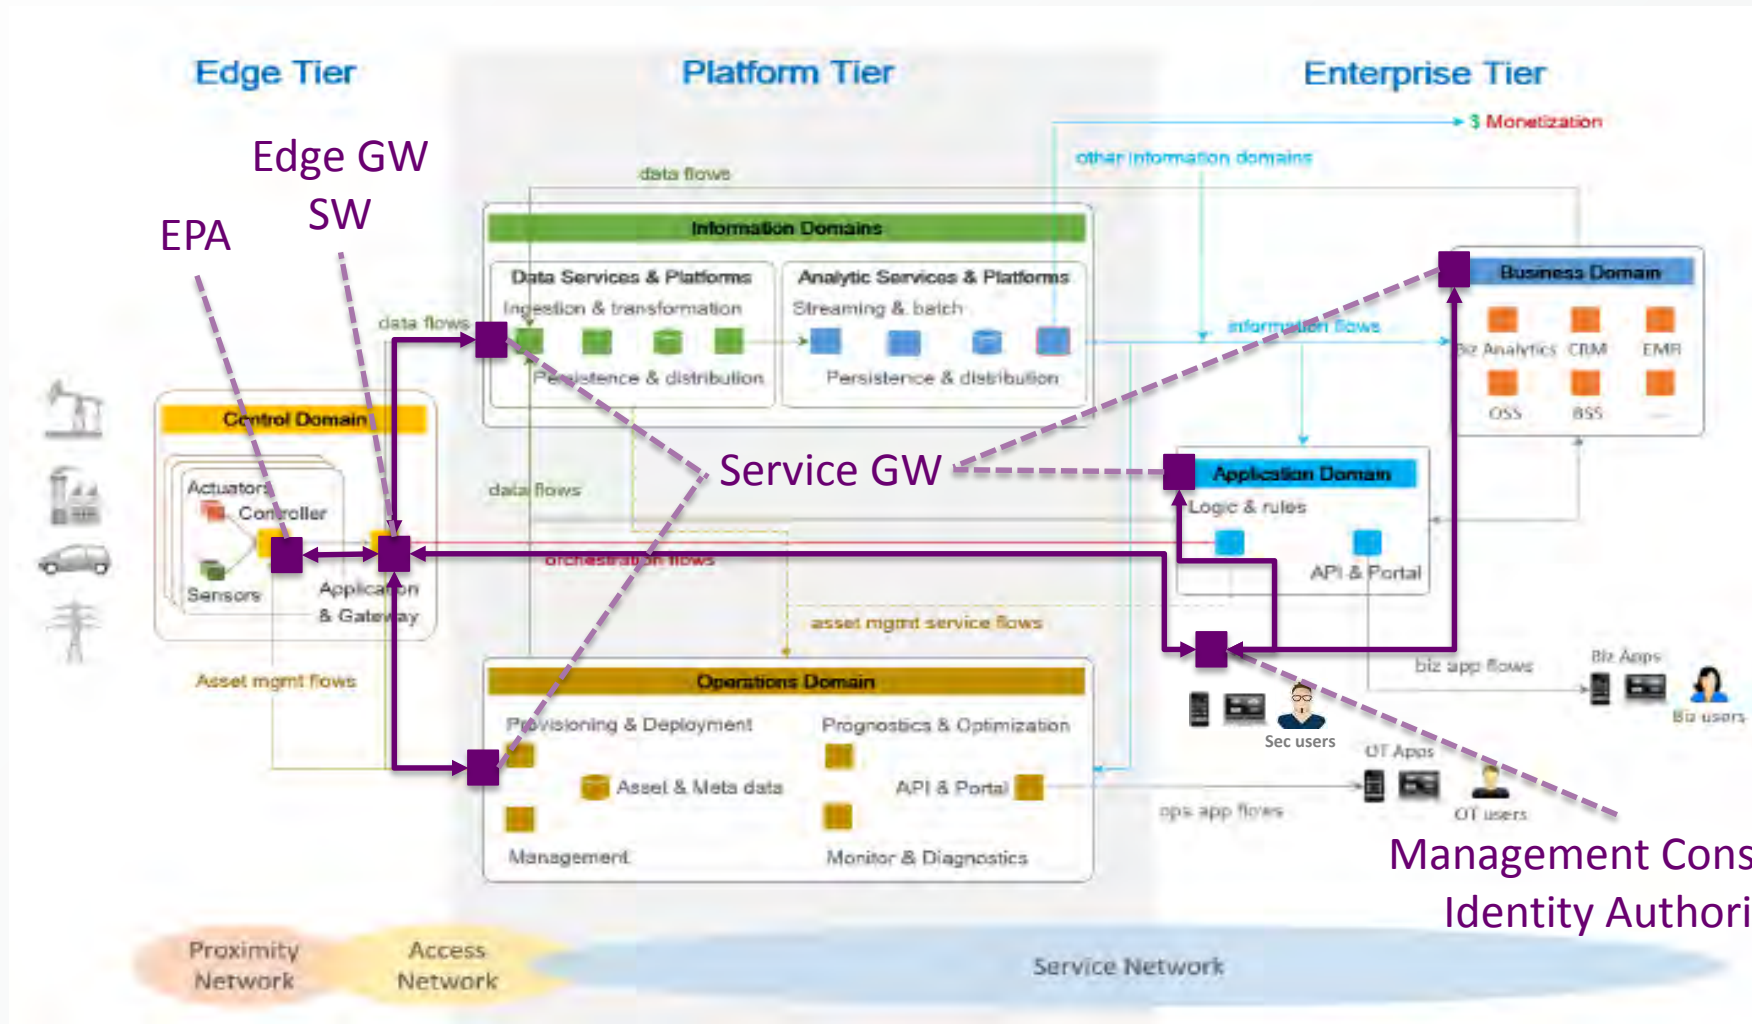 Edge Tier
Platform Tier
Enterprise Tier
$ Monetization
Edge GW
SW
other information domains
data flows
EPA
Information Domains
Business Domain
Data Services & Platforms
Analytic Services & Platforms
Ingestion & transformation
Streaming & batch
data flows
information flows
Biz Analytics
CRM
EMR
Persistence & distribution
Persistence & distribution
OSS
BSS
...
Control Domain
Service GW
Application Domain
Actuators
data flows
Logic & rules
Controller
orchestration flows
API & Portal
Sensors
Application
& Gateway
asset mgmt service flows
Asset mgmt flows
Operations Domain
biz app flows
Biz Apps
Biz users
Provisioning & Deployment
Prognostics & Optimization
Sec users
OT Apps
Asset & Meta data
API & Portal
ops app flows
OT users
Management
Monitor & Diagnostics
Management Cons
Identity Authori
Proximity
Network
Access
Network
Service Network